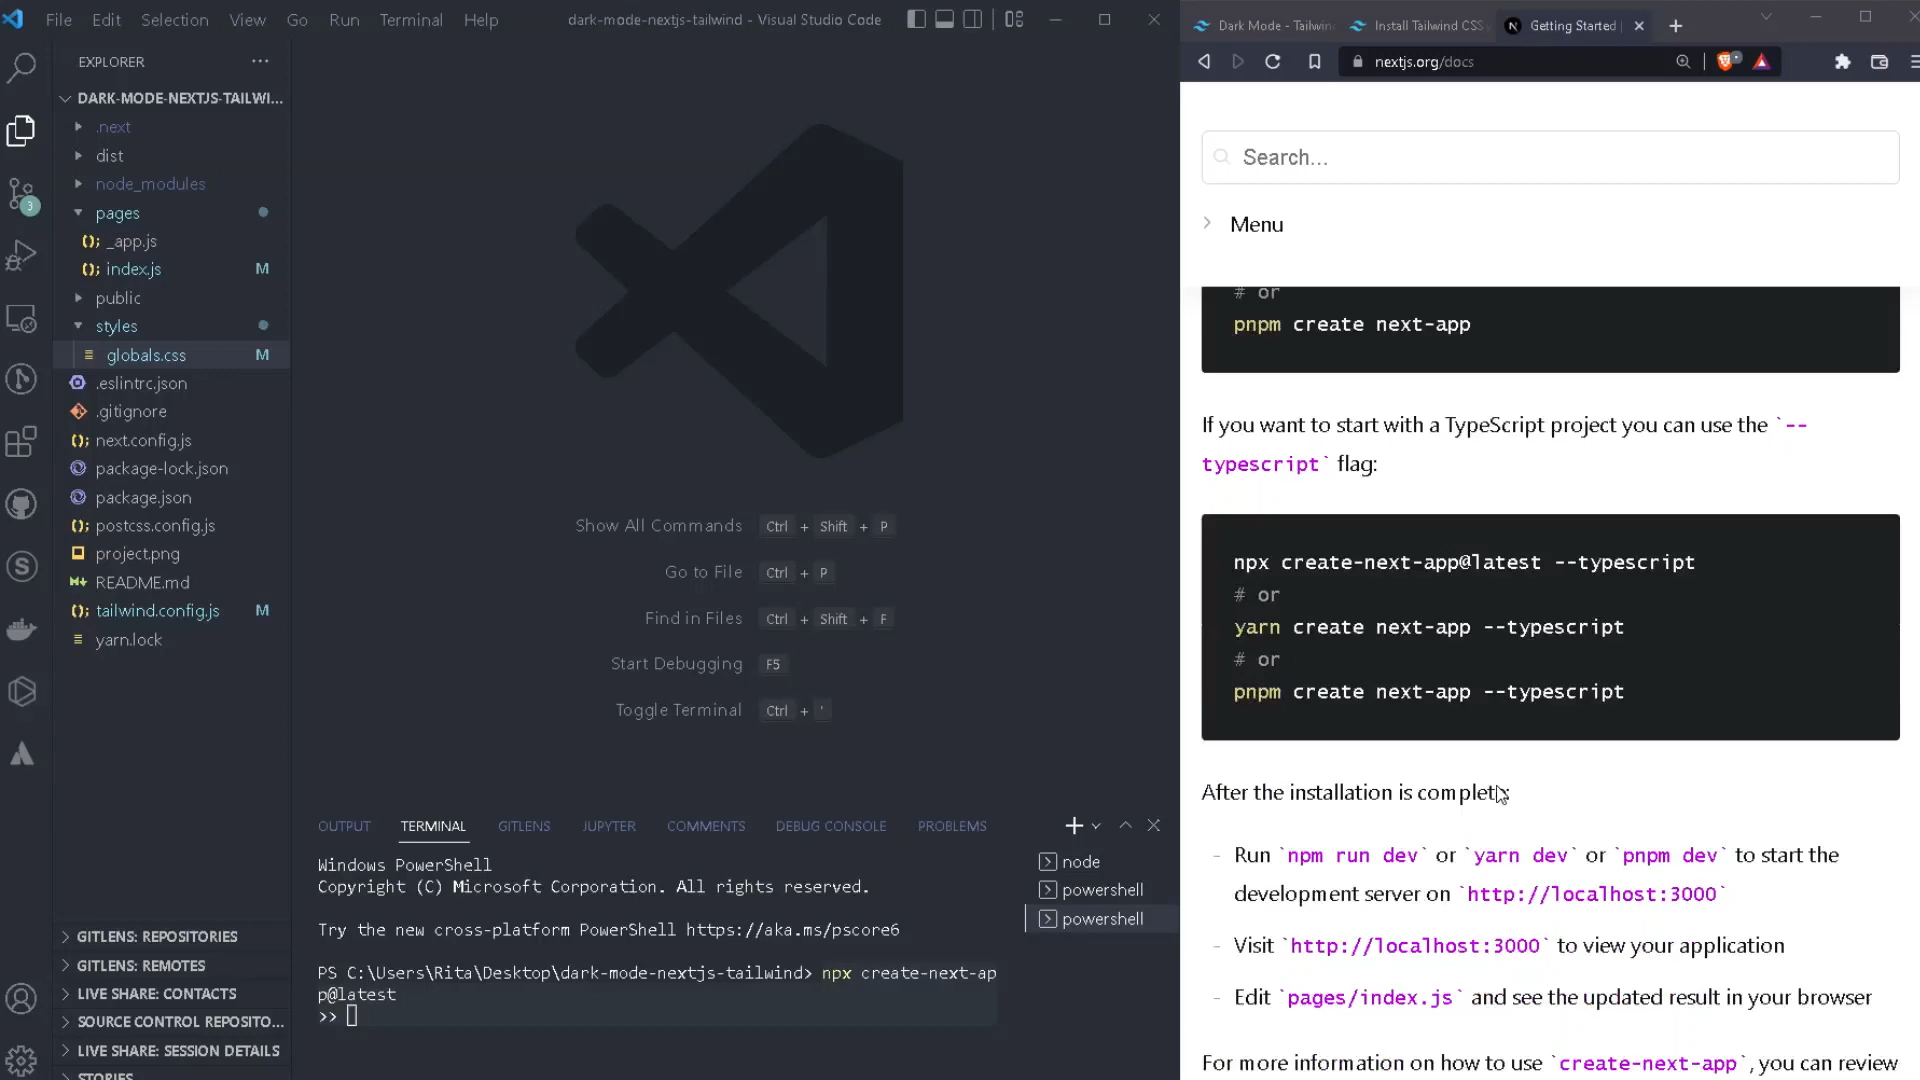 File Edit Selection View Go Run Terminal Help
dark-mode-nextjs-tailwind - Visual Studio Code
EXPLORER
DARK-MODE-NEXTJS-TAILWI...
.next
dist
node_modules
pages
_app.js
index.js M
public
styles
globals.css M
.eslintrc.json
.gitignore
next.config.js
package-lock.json
package.json
postcss.config.js
project.png
README.md
tailwind.config.js M
yarn.lock
3
GITLENS: REPOSITORIES
GITLENS: REMOTES
LIVE SHARE: CONTACTS
SOURCE CONTROL REPOSITO...
LIVE SHARE: SESSION DETAILS
STORIES
Show All Commands Ctrl + Shift + P
Go to File Ctrl + P
Find in Files Ctrl + Shift + F
Start Debugging F5
Toggle Terminal Ctrl + '
OUTPUT TERMINAL GITLENS JUPYTER COMMENTS DEBUG CONSOLE PROBLEMS
Windows PowerShell
Copyright (C) Microsoft Corporation. All rights reserved.
Try the new cross-platform PowerShell https://aka.ms/pscore6
PS C:\Users\Rita\Desktop\dark-mode-nextjs-tailwind> npx create-next-ap
p@latest
>>
node
powershell
powershell
Dark Mode - Tailwin
Install Tailwind CSS
Getting Started
nextjs.org/docs
Search...
Menu
# or
pnpm create next-app
If you want to start with a TypeScript project you can use the `--
typescript` flag:
npx create-next-app@latest --typescript
# or
yarn create next-app --typescript
# or
pnpm create next-app --typescript
After the installation is complete:
- Run `npm run dev` or `yarn dev` or `pnpm dev` to start the
development server on `http://localhost:3000`
- Visit `http://localhost:3000` to view your application
- Edit `pages/index.js` and see the updated result in your browser
For more information on how to use `create-next-app`, you can review